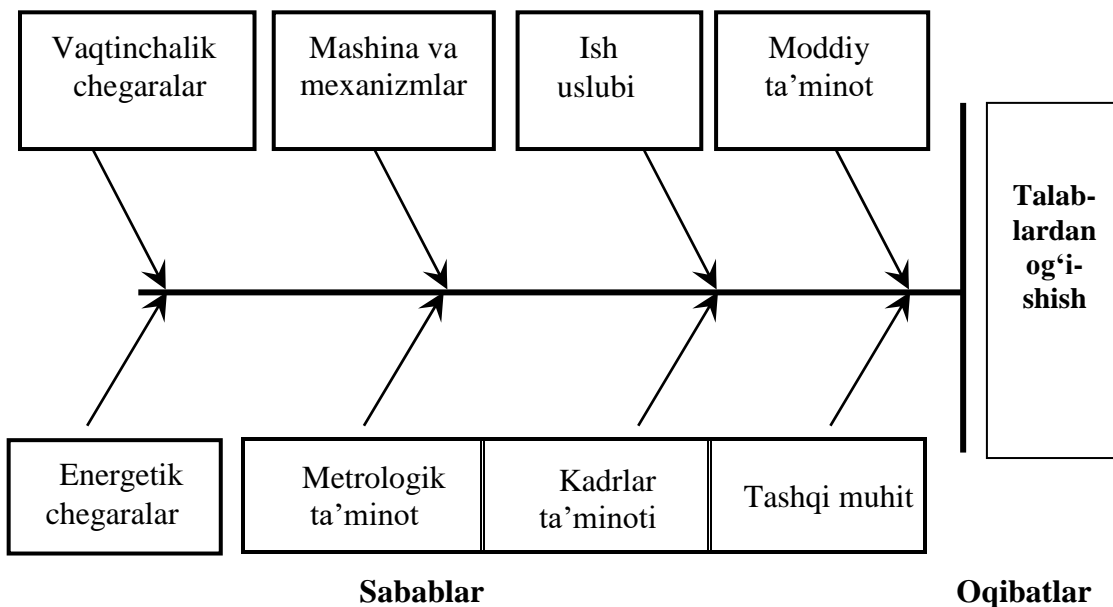 Vaqtinchalik
chegaralar
Mashina va
mexanizmlar
Ish
uslubi
Moddiy
ta’minot
Talab-
lardan
og‘i-
shish
Energetik
chegaralar
Metrologik
ta’minot
Kadrlar
ta’minoti
Tashqi muhit
Sabablar
Oqibatlar